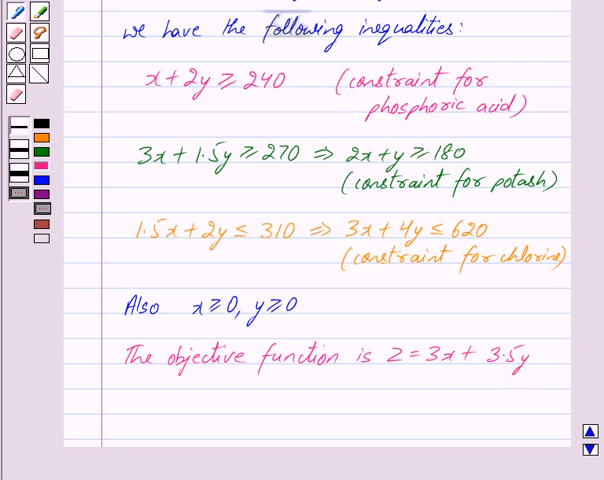 we have the following inequalities:
x + 2y ≥ 240 (constraint for
phosphoric acid)
3x + 1.5y ≥ 270 ⇒ 2x + y ≥ 180
(constraint for potash)
1.5x + 2y ≤ 310 ⇒ 3x + 4y ≤ 620
(constraint for chlorine)
Also x ≥ 0, y ≥ 0
The objective function is Z = 3x + 3.5y